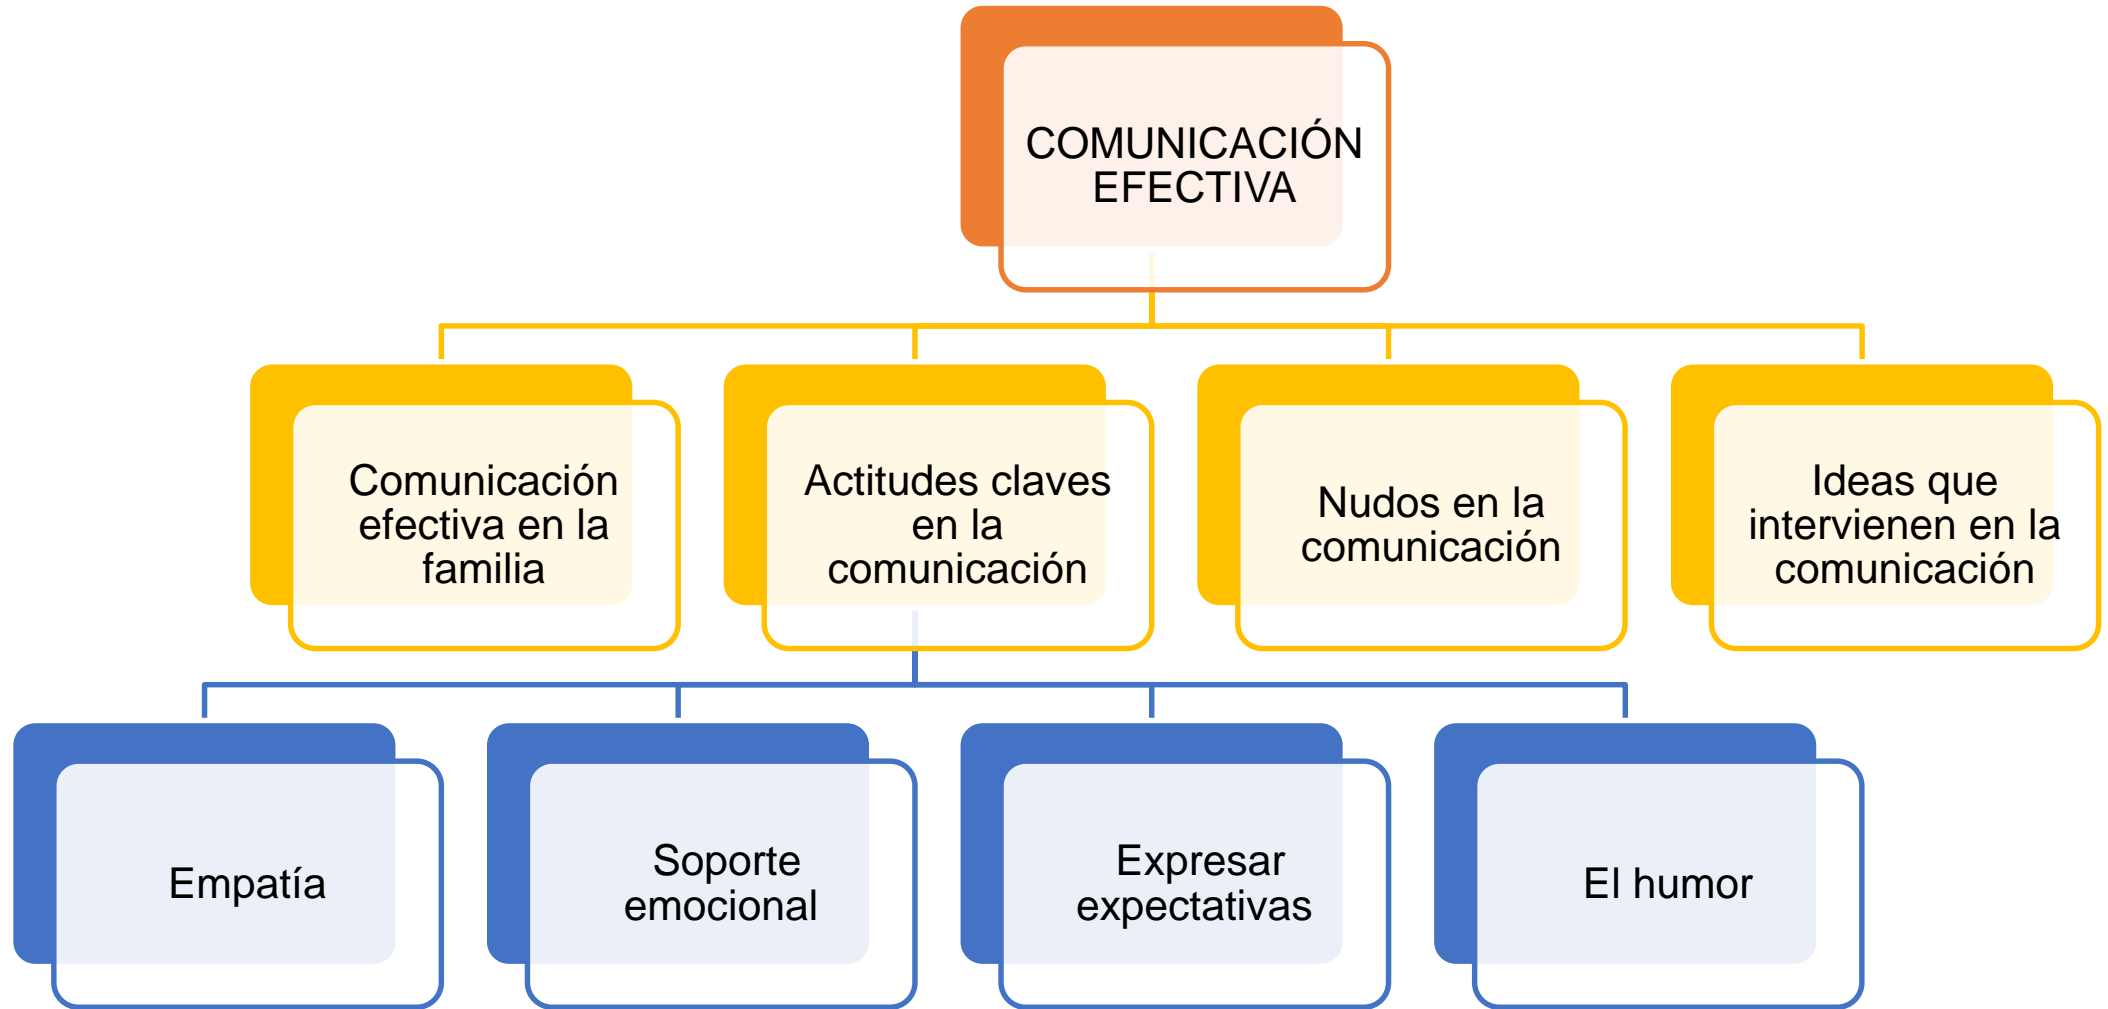 COMUNICACIÓN
EFECTIVA
Comunicación
efectiva en la
familia
Actitudes claves
en la
comunicación
Nudos en la
comunicación
Ideas que
intervienen en la
comunicación
Empatía
Soporte
emocional
Expresar
expectativas
El humor